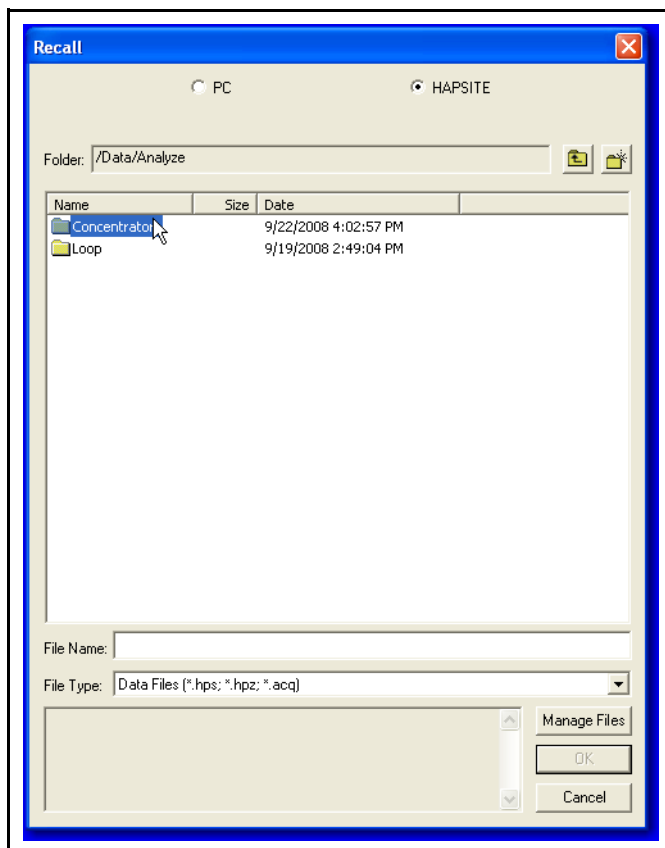 Recall
PC HAPSITE
Folder: /Data/Analyze
Name Size Date
Concentrator 9/22/2008 4:02:57 PM
Loop 9/19/2008 2:49:04 PM
File Name:
File Type: Data Files (*.hps; *.hpz; *.acq)
Manage Files
OK
Cancel